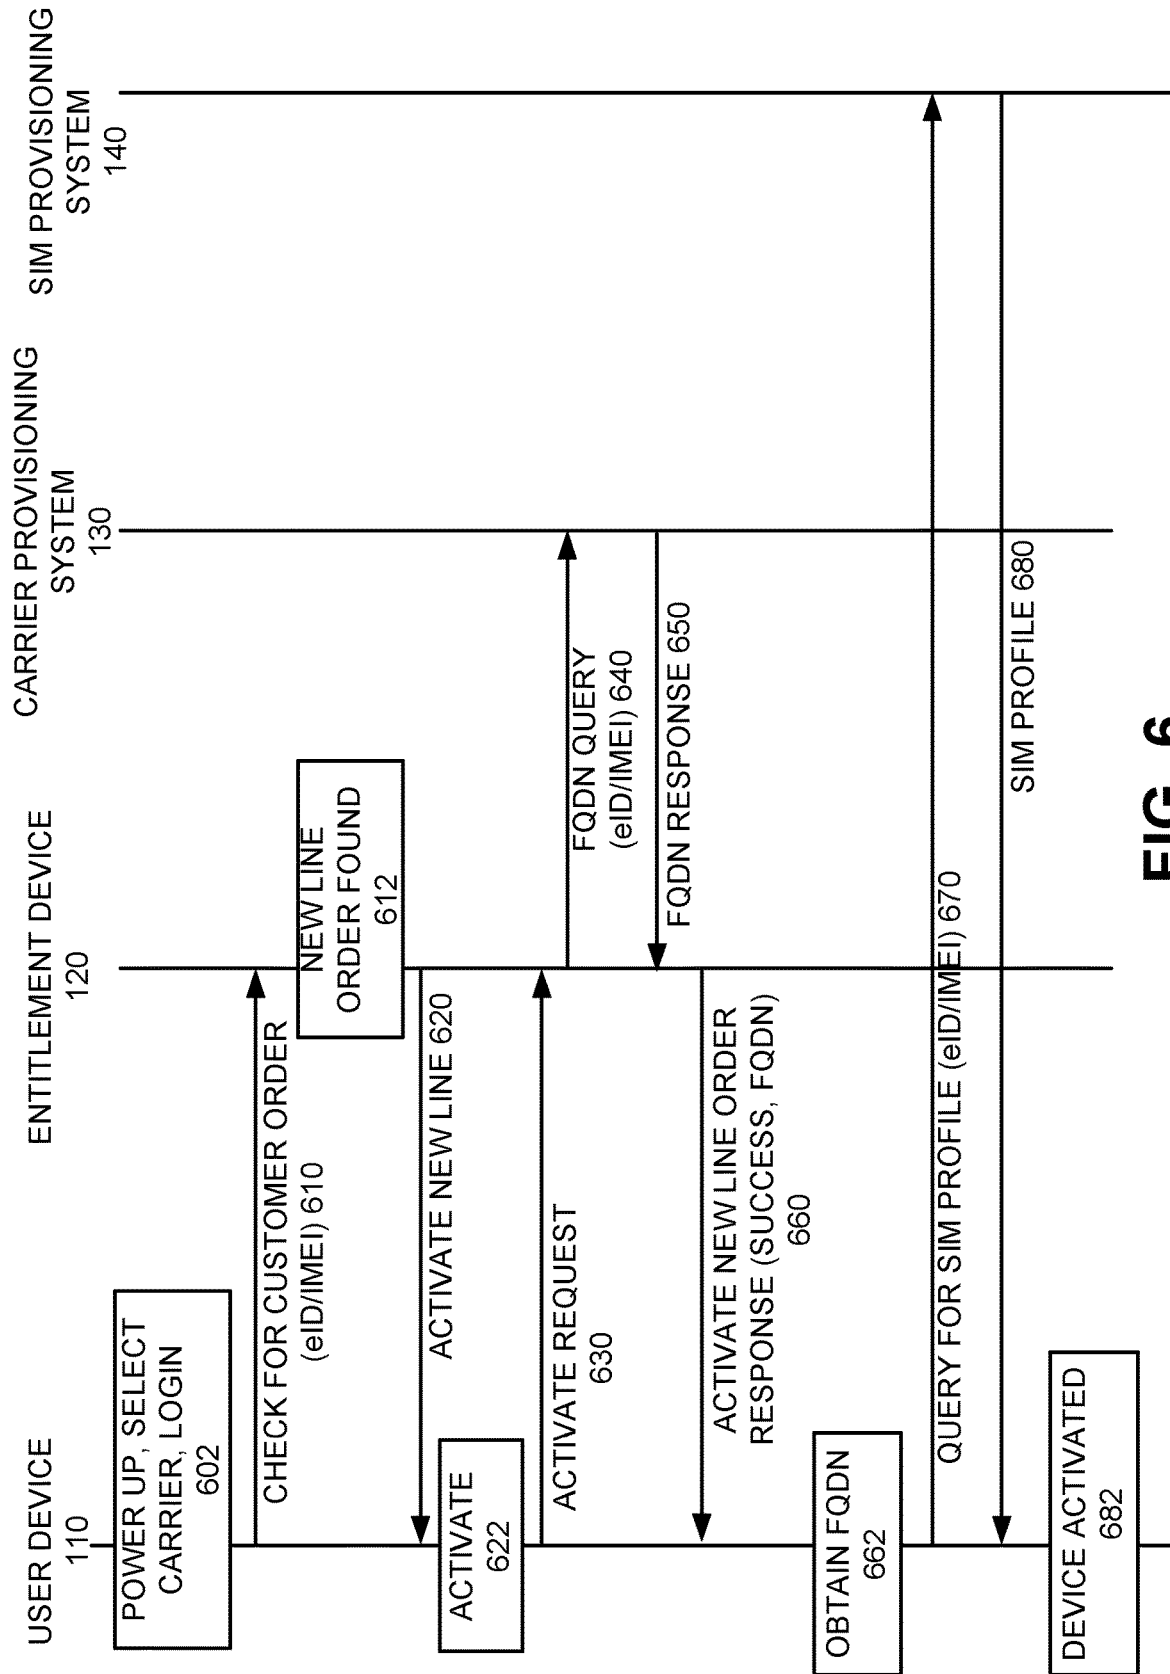 USER DEVICE
110
ENTITLEMENT DEVICE
120
CARRIER PROVISIONING
SYSTEM
130
SIM PROVISIONING
SYSTEM
140
POWER UP, SELECT
CARRIER, LOGIN
602
CHECK FOR CUSTOMER ORDER
(eID/IMEI) 610
NEW LINE
ORDER FOUND
612
ACTIVATE NEW LINE 620
ACTIVATE
622
ACTIVATE REQUEST
630
FQDN QUERY
(eID/IMEI) 640
FQDN RESPONSE 650
ACTIVATE NEW LINE ORDER
RESPONSE (SUCCESS, FQDN)
660
OBTAIN FQDN
662
QUERY FOR SIM PROFILE (eID/IMEI) 670
SIM PROFILE 680
DEVICE ACTIVATED
682
FIG. 6